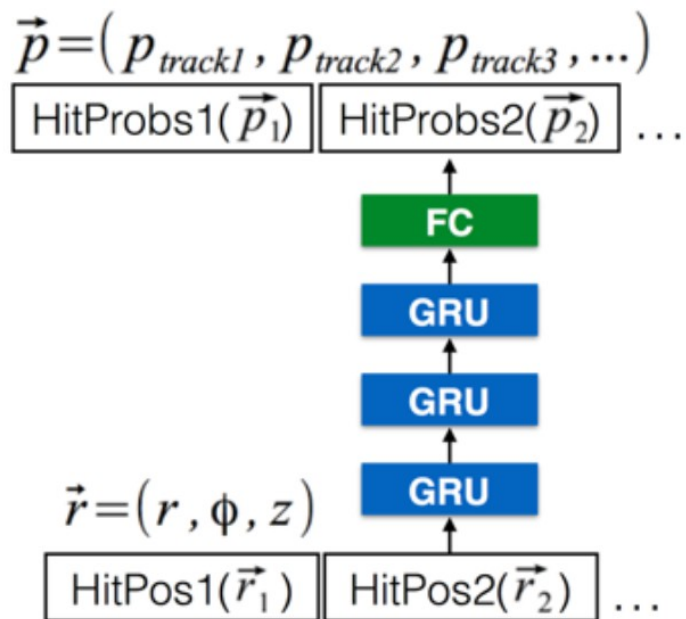 p⃗=(p_track1, p_track2, p_track3, ...)
HitProbs1(p⃗₁) HitProbs2(p⃗₂) ...
FC
GRU
GRU
GRU
r⃗=(r, ϕ, z)
HitPos1(r⃗₁) HitPos2(r⃗₂) ...